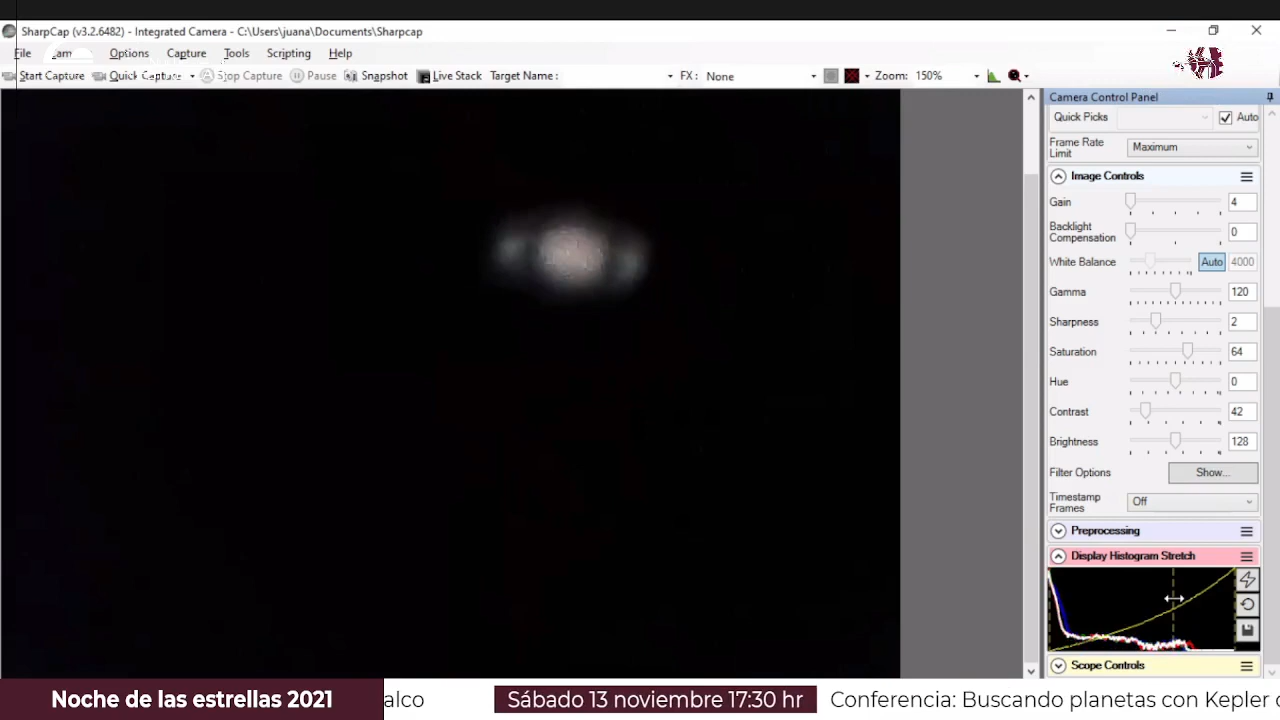 SharpCap (v3.2.6482) - Integrated Camera - C:\Users\juana\Documents\Sharpcap
File Options Capture Tools Scripting Help
Start Capture Quick Capture Stop Capture Pause Snapshot Live Stack Target Name : FX : None Zoom: 150%
Camera Control Panel
Quick Picks Auto
Frame Rate Limit Maximum
Image Controls
Gain 4
Backlight Compensation 0
White Balance Auto 4000
Gamma 120
Sharpness 2
Saturation 64
Hue 0
Contrast 42
Brightness 128
Filter Options Show...
Timestamp Frames Off
Preprocessing
Display Histogram Stretch
Scope Controls
Noche de las estrellas 2021 alco Sábado 13 noviembre 17:30 hr Conferencia: Buscando planetas con Kepler